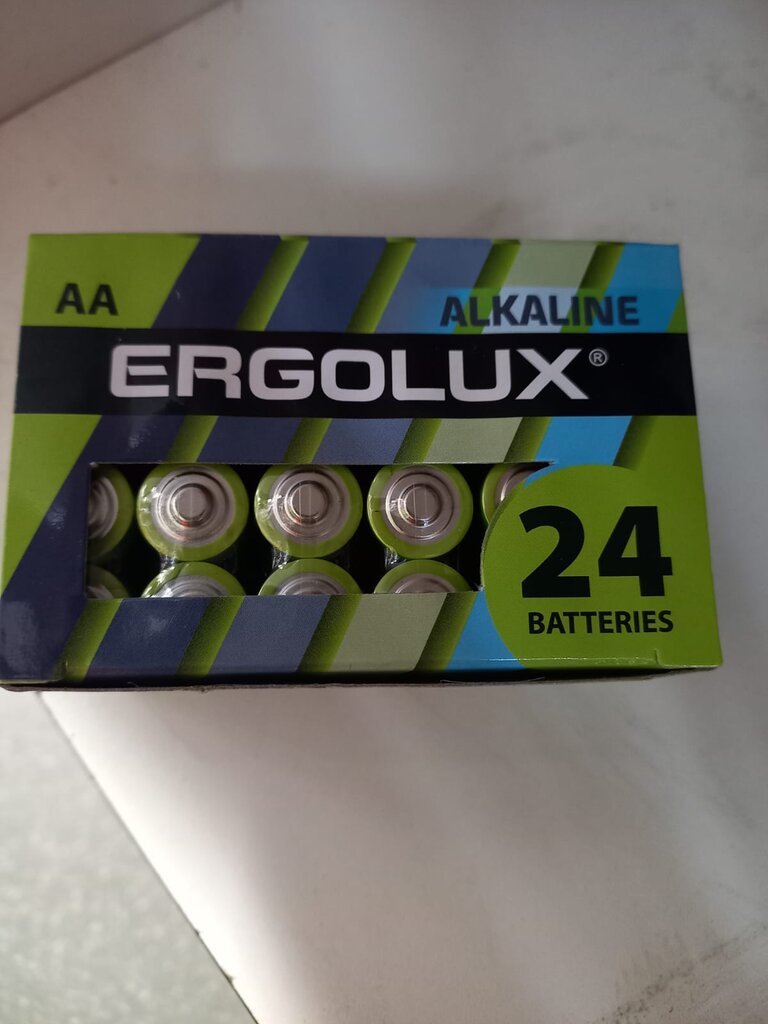 AA
ALKALINE
ERGOLUX®
24
BATTERIES